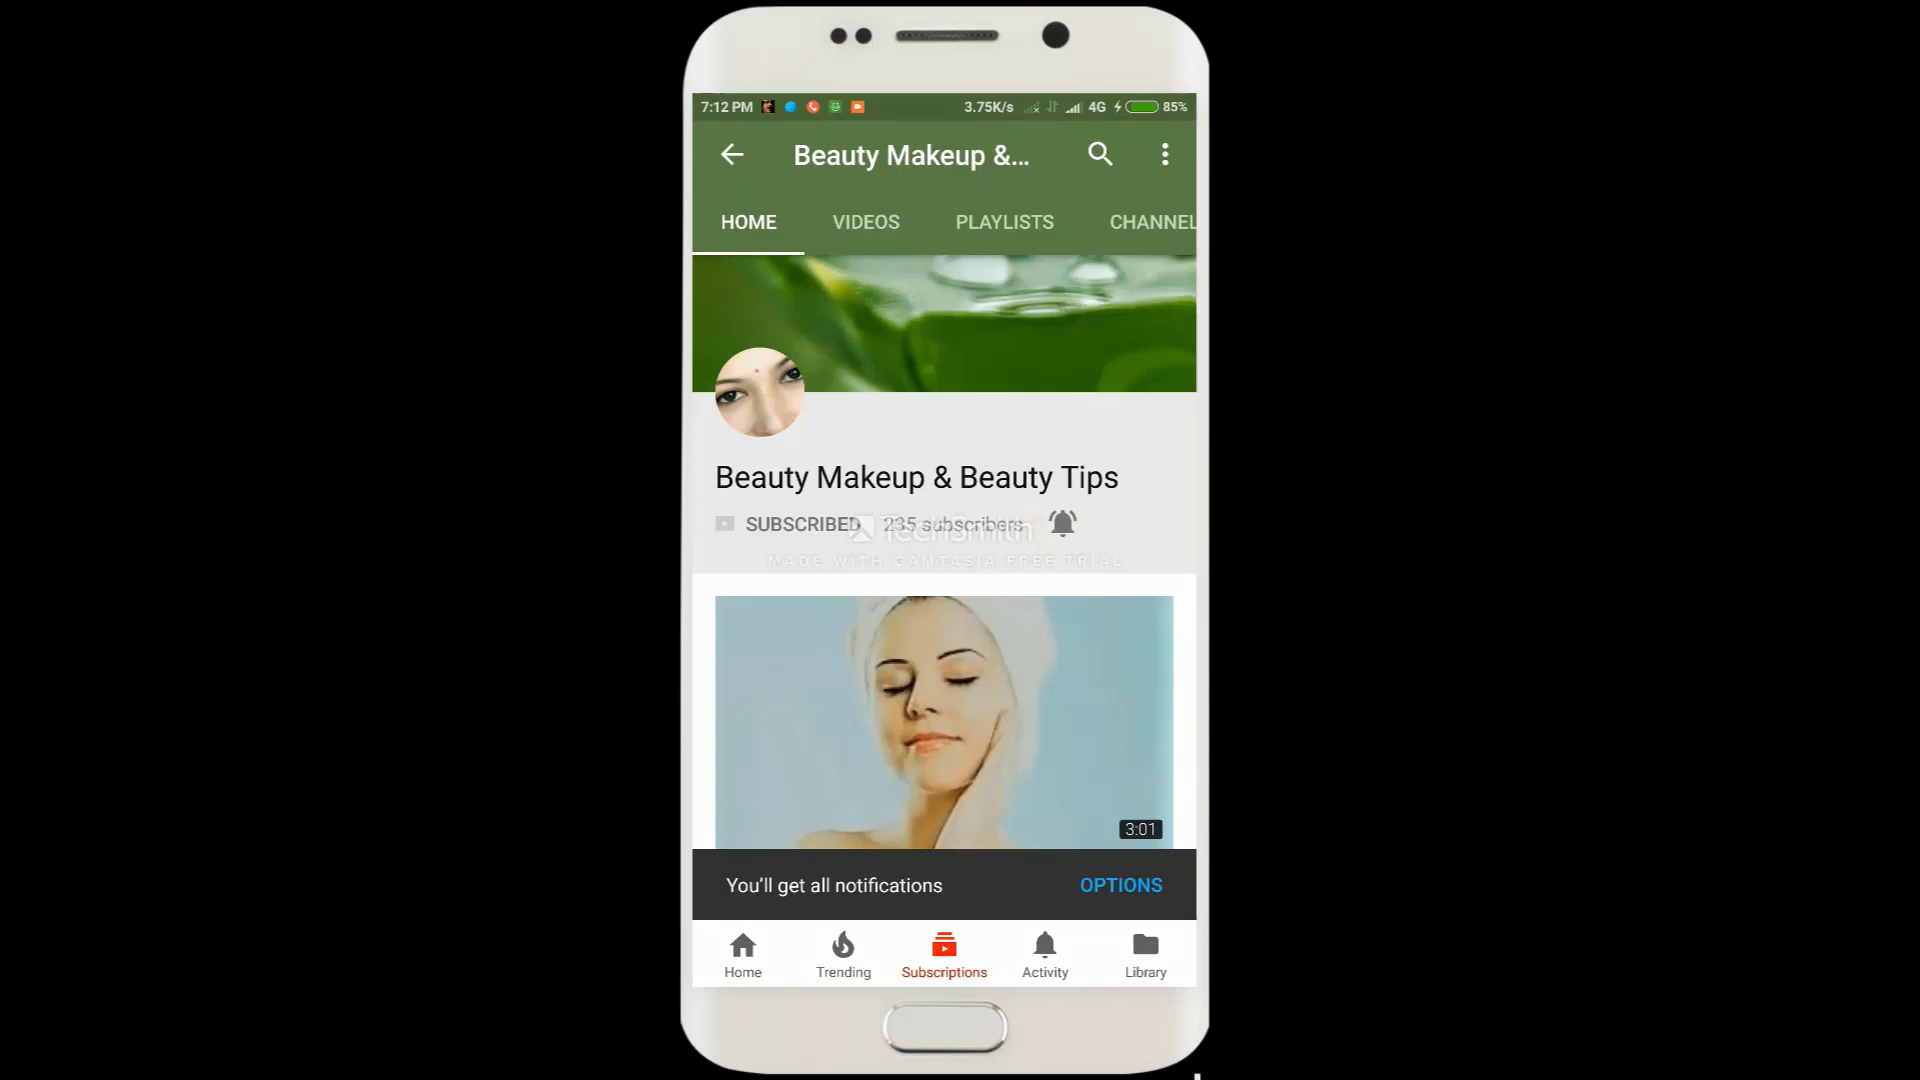 7:12 PM 3.75K/s 4G 85%
Beauty Makeup &...
HOME VIDEOS PLAYLISTS CHANNEL
Beauty Makeup & Beauty Tips
SUBSCRIBED 235 subscribers
TechSmith
MADE WITH CAMTASIA FREE TRIAL
3:01
You'll get all notifications OPTIONS
Home Trending Subscriptions Activity Library